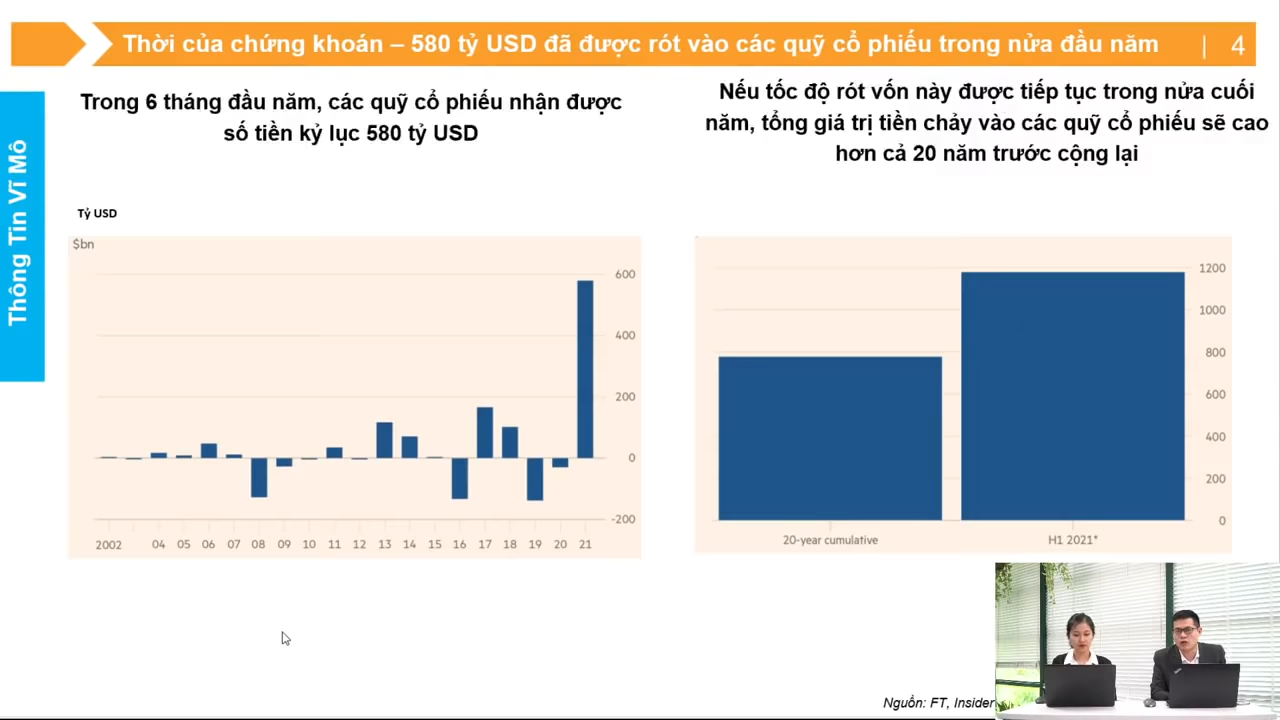 Thời của chứng khoán – 580 tỷ USD đã được rót vào các quỹ cổ phiếu trong nửa đầu năm | 4
Thông Tin Vĩ Mô
Trong 6 tháng đầu năm, các quỹ cổ phiếu nhận được
số tiền kỷ lục 580 tỷ USD
Tỷ USD
$bn
600
400
200
0
-200
2002 04 05 06 07 08 09 10 11 12 13 14 15 16 17 18 19 20 21
Nếu tốc độ rót vốn này được tiếp tục trong nửa cuối
năm, tổng giá trị tiền chảy vào các quỹ cổ phiếu sẽ cao
hơn cả 20 năm trước cộng lại
1200
1000
800
600
400
200
0
20-year cumulative H1 2021*
Nguồn: FT, Insider